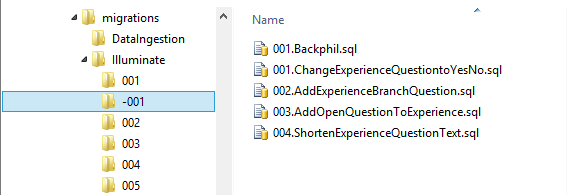 migrations
DataIngestion
Illuminate
001
-001
002
003
004
005
Name
001.Backphil.sql
001.ChangeExperienceQuestiontoYesNo.sql
002.AddExperienceBranchQuestion.sql
003.AddOpenQuestionToExperience.sql
004.ShortenExperienceQuestionText.sql